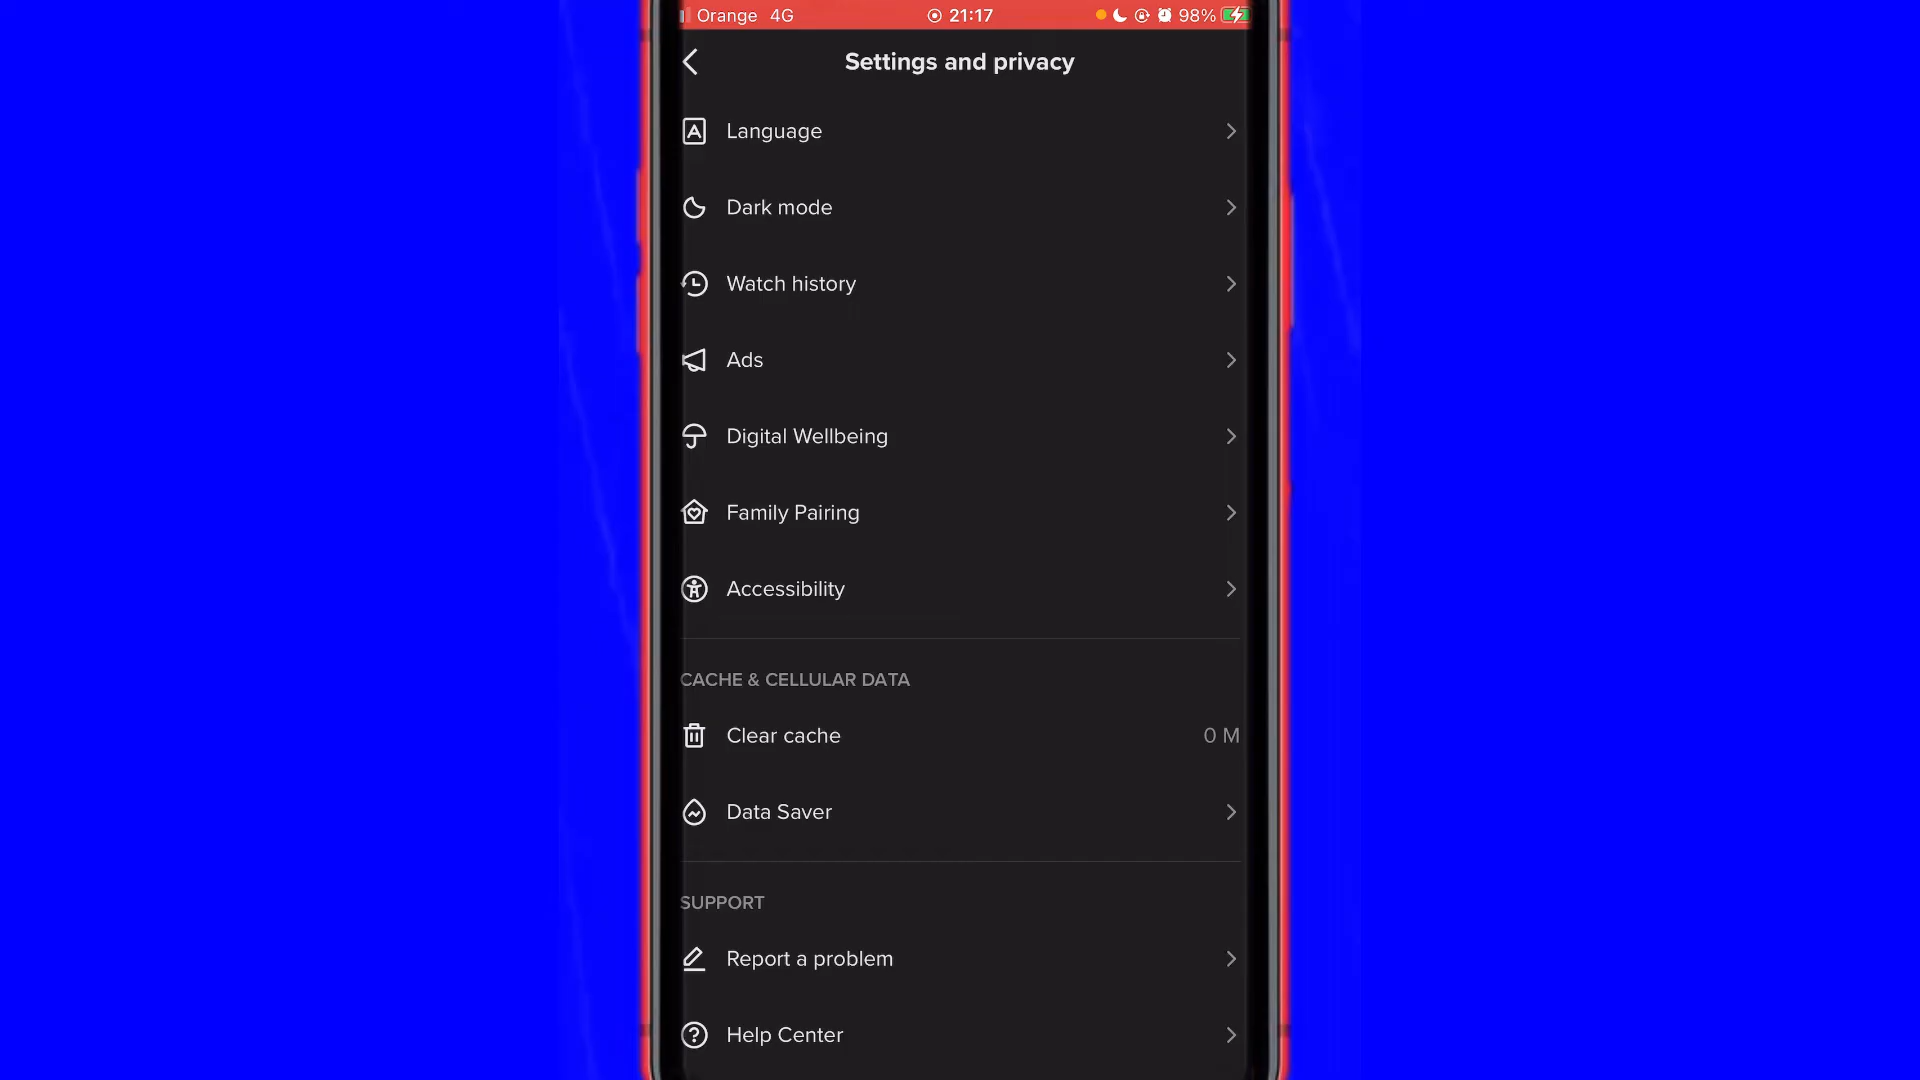 Orange 4G 21:17 98%
Settings and privacy
Language
Dark mode
Watch history
Ads
Digital Wellbeing
Family Pairing
Accessibility
CACHE & CELLULAR DATA
Clear cache 0 M
Data Saver
SUPPORT
Report a problem
Help Center